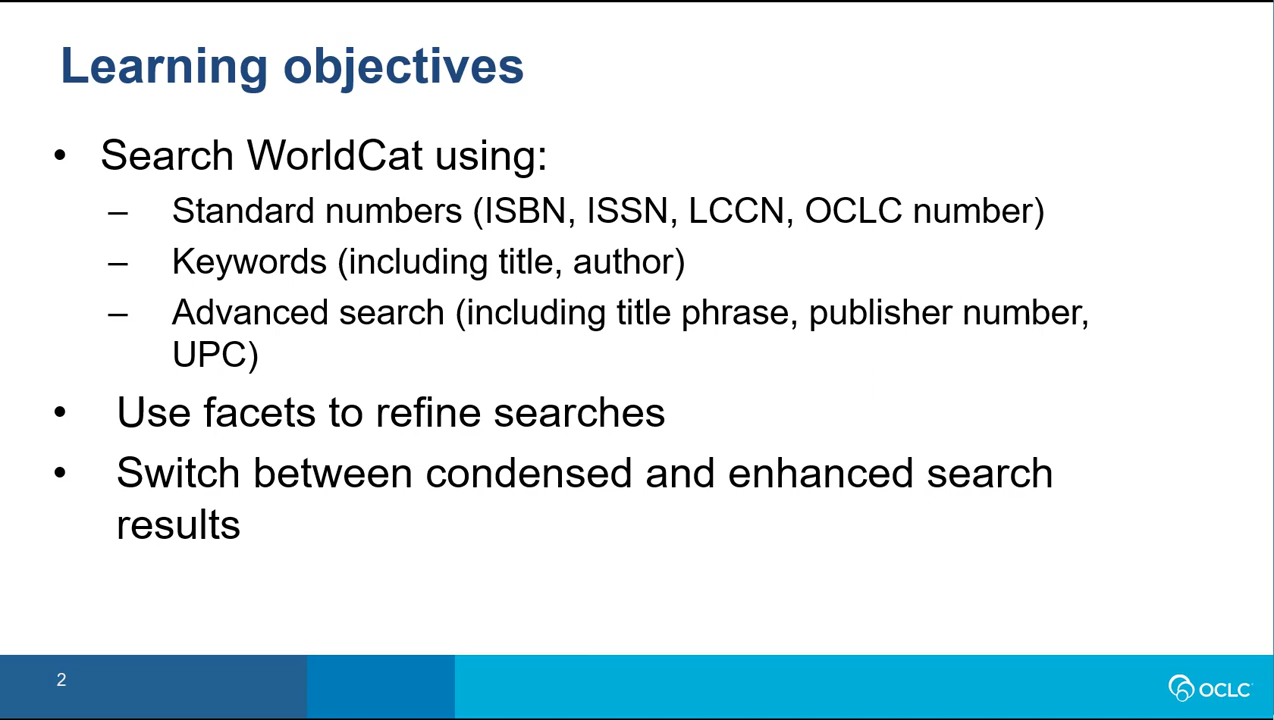 Learning objectives
• Search WorldCat using:
– Standard numbers (ISBN, ISSN, LCCN, OCLC number)
– Keywords (including title, author)
– Advanced search (including title phrase, publisher number,
UPC)
• Use facets to refine searches
• Switch between condensed and enhanced search
results
2
OCLC